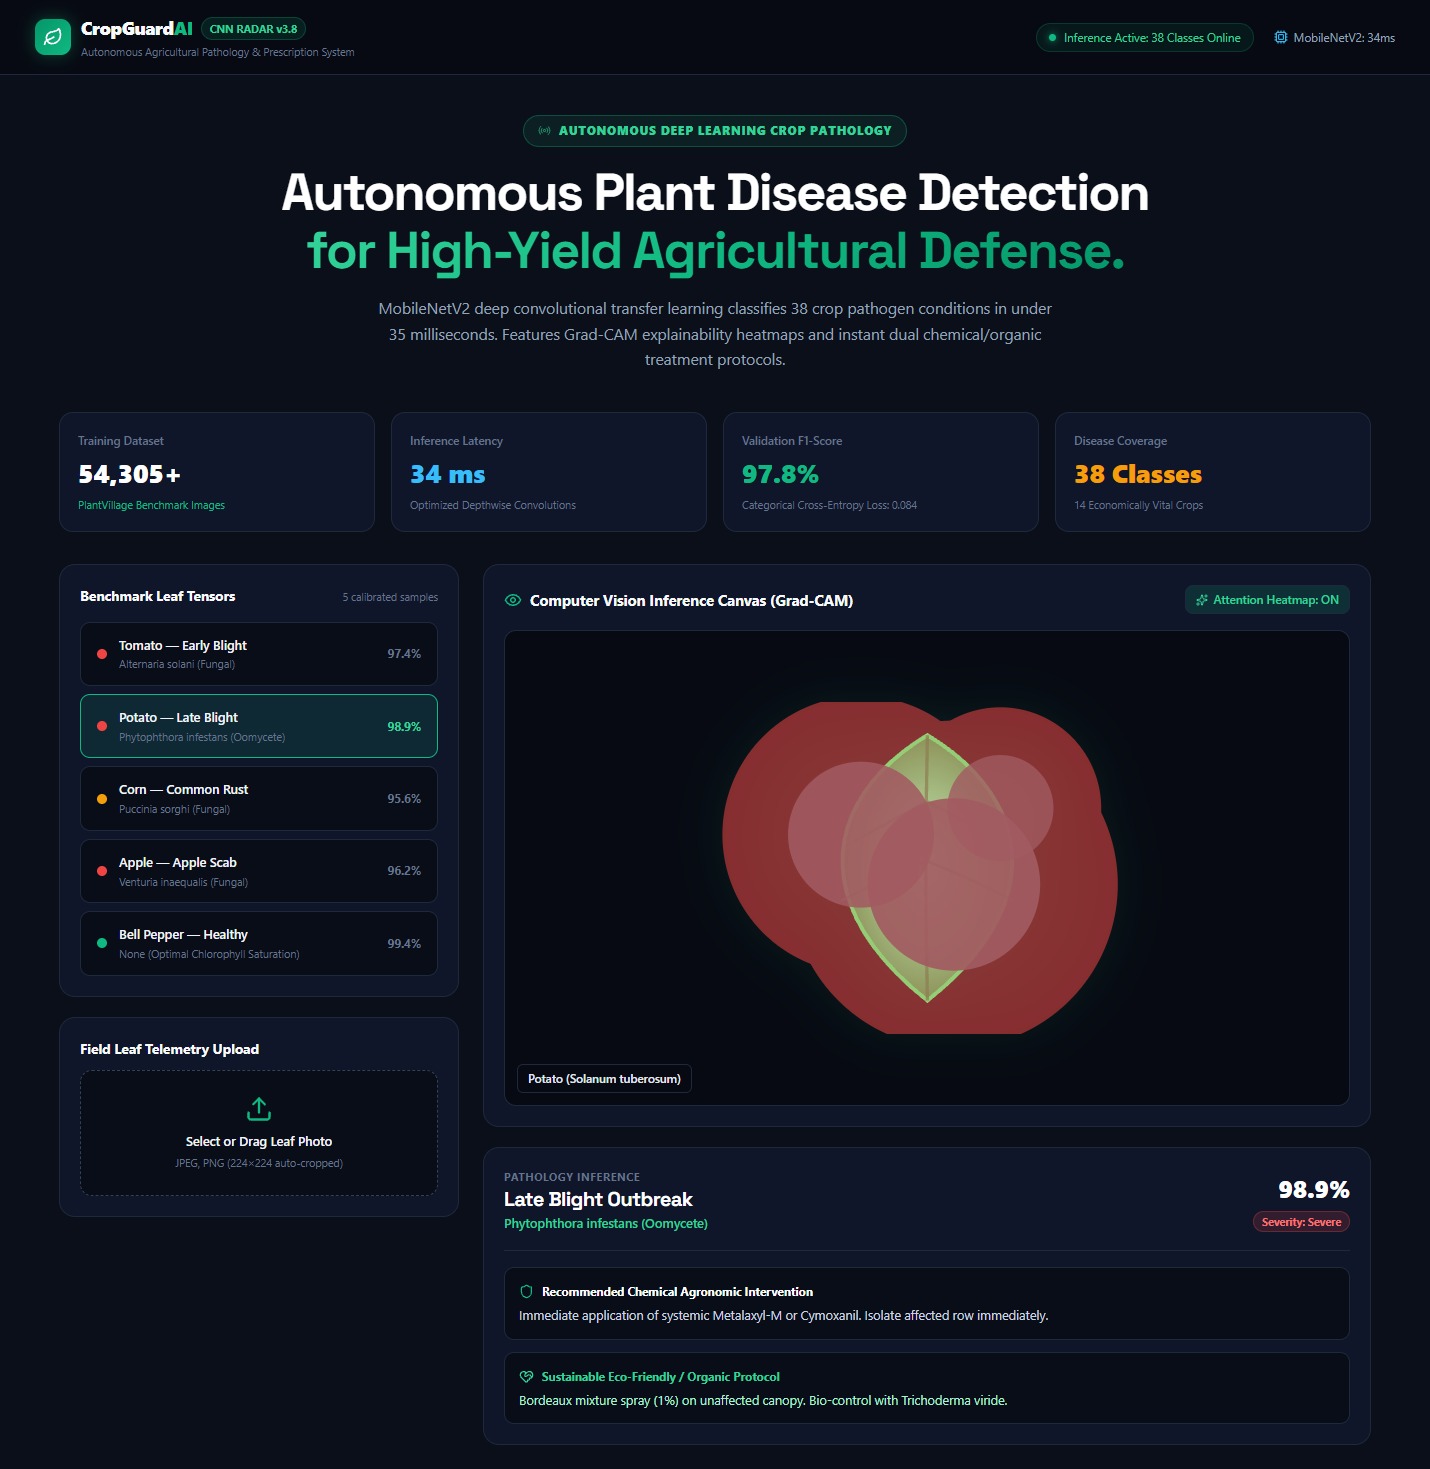 CropGuardAI
CNN RADAR v3.8
Autonomous Agricultural Pathology & Prescription System
Inference Active: 38 Classes Online
MobileNetV2: 34ms
AUTONOMOUS DEEP LEARNING CROP PATHOLOGY
Autonomous Plant Disease Detection
for High-Yield Agricultural Defense.
MobileNetV2 deep convolutional transfer learning classifies 38 crop pathogen conditions in under
35 milliseconds. Features Grad-CAM explainability heatmaps and instant dual chemical/organic
treatment protocols.
Training Dataset
54,305+
PlantVillage Benchmark Images
Inference Latency
34 ms
Optimized Depthwise Convolutions
Validation F1-Score
97.8%
Categorical Cross-Entropy Loss: 0.084
Disease Coverage
38 Classes
14 Economically Vital Crops
Benchmark Leaf Tensors
5 calibrated samples
Tomato — Early Blight
Alternaria solani (Fungal)
97.4%
Potato — Late Blight
Phytophthora infestans (Oomycete)
98.9%
Corn — Common Rust
Puccinia sorghi (Fungal)
95.6%
Apple — Apple Scab
Venturia inaequalis (Fungal)
96.2%
Bell Pepper — Healthy
None (Optimal Chlorophyll Saturation)
99.4%
Field Leaf Telemetry Upload
Select or Drag Leaf Photo
JPEG, PNG (224×224 auto-cropped)
Computer Vision Inference Canvas (Grad-CAM)
Attention Heatmap: ON
Potato (Solanum tuberosum)
PATHOLOGY INFERENCE
Late Blight Outbreak
Phytophthora infestans (Oomycete)
98.9%
Severity: Severe
Recommended Chemical Agronomic Intervention
Immediate application of systemic Metalaxyl-M or Cymoxanil. Isolate affected row immediately.
Sustainable Eco-Friendly / Organic Protocol
Bordeaux mixture spray (1%) on unaffected canopy. Bio-control with Trichoderma viride.